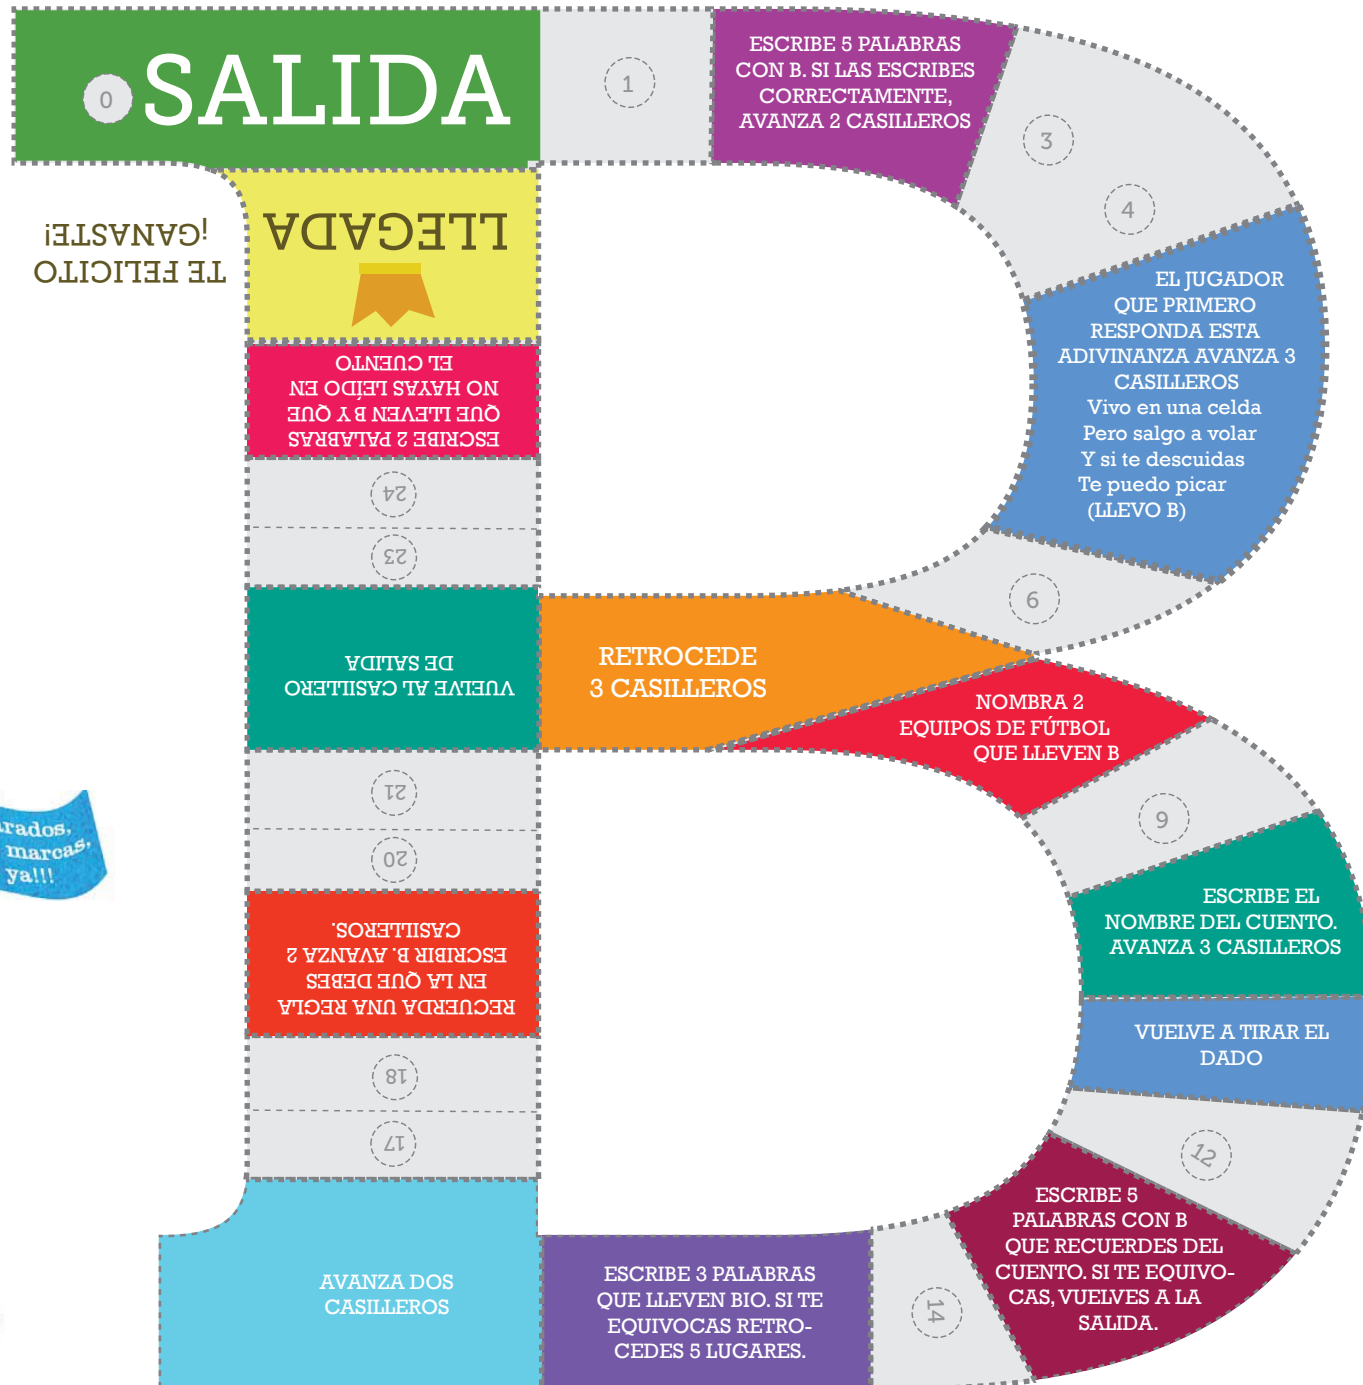 0
SALIDA
1
ESCRIBE 5 PALABRAS
CON B. SI LAS ESCRIBES
CORRECTAMENTE,
AVANZA 2 CASILLEROS
3
4
EL JUGADOR
QUE PRIMERO
RESPONDA ESTA
ADIVINANZA AVANZA 3
CASILLEROS
Vivo en una celda
Pero salgo a volar
Y si te descuidas
Te puedo picar
(LLEVO B)
6
RETROCEDE
3 CASILLEROS
NOMBRA 2
EQUIPOS DE FÚTBOL
QUE LLEVEN B
9
ESCRIBE EL
NOMBRE DEL CUENTO.
AVANZA 3 CASILLEROS
VUELVE A TIRAR EL
DADO
12
ESCRIBE 5
PALABRAS CON B
QUE RECUERDES DEL
CUENTO. SI TE EQUIVO-
CAS, VUELVES A LA
SALIDA.
14
ESCRIBE 3 PALABRAS
QUE LLEVEN BIO. SI TE
EQUIVOCAS RETRO-
CEDES 5 LUGARES.
AVANZA DOS
CASILLEROS
17
18
RECUERDA UNA REGLA
EN LA QUE DEBES
ESCRIBIR B. AVANZA 2
CASILLEROS.
20
21
VUELVE AL CASILLERO
DE SALIDA
23
24
ESCRIBE 2 PALABRAS
QUE LLEVEN B Y QUE
NO HAYAS LEÍDO EN
EL CUENTO
LLEGADA
TE FELICITO
¡GANASTE!
rados,
marcas,
ya!!!